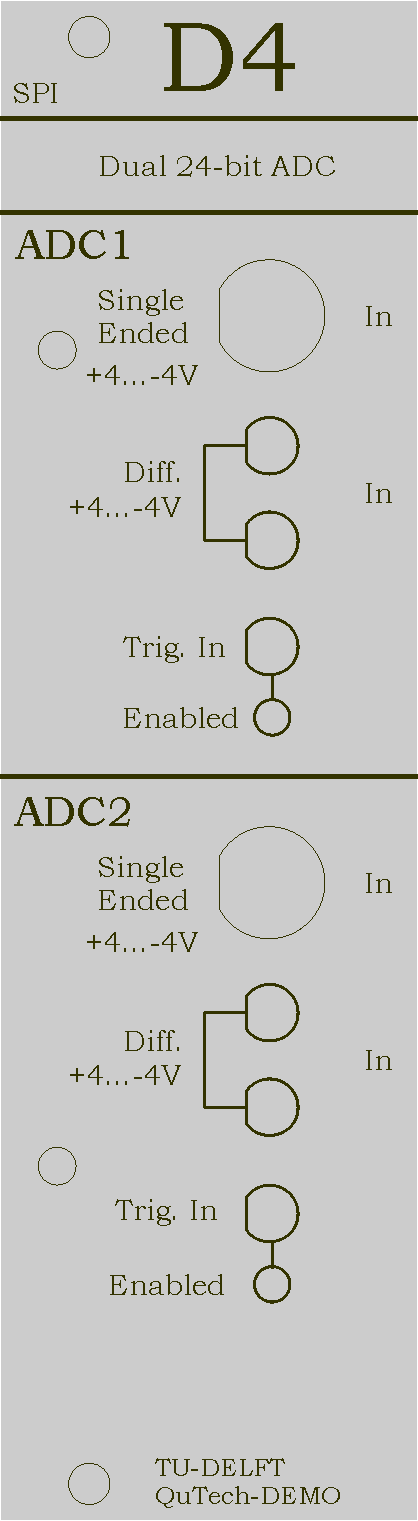 D4
SPI
Dual 24-bit ADC
ADC1
Single
Ended
In
+4...-4V
Diff.
+4...-4V
In
Trig. In
Enabled
ADC2
Single
Ended
In
+4...-4V
Diff.
+4...-4V
In
Trig. In
Enabled
TU-DELFT
QuTech-DEMO